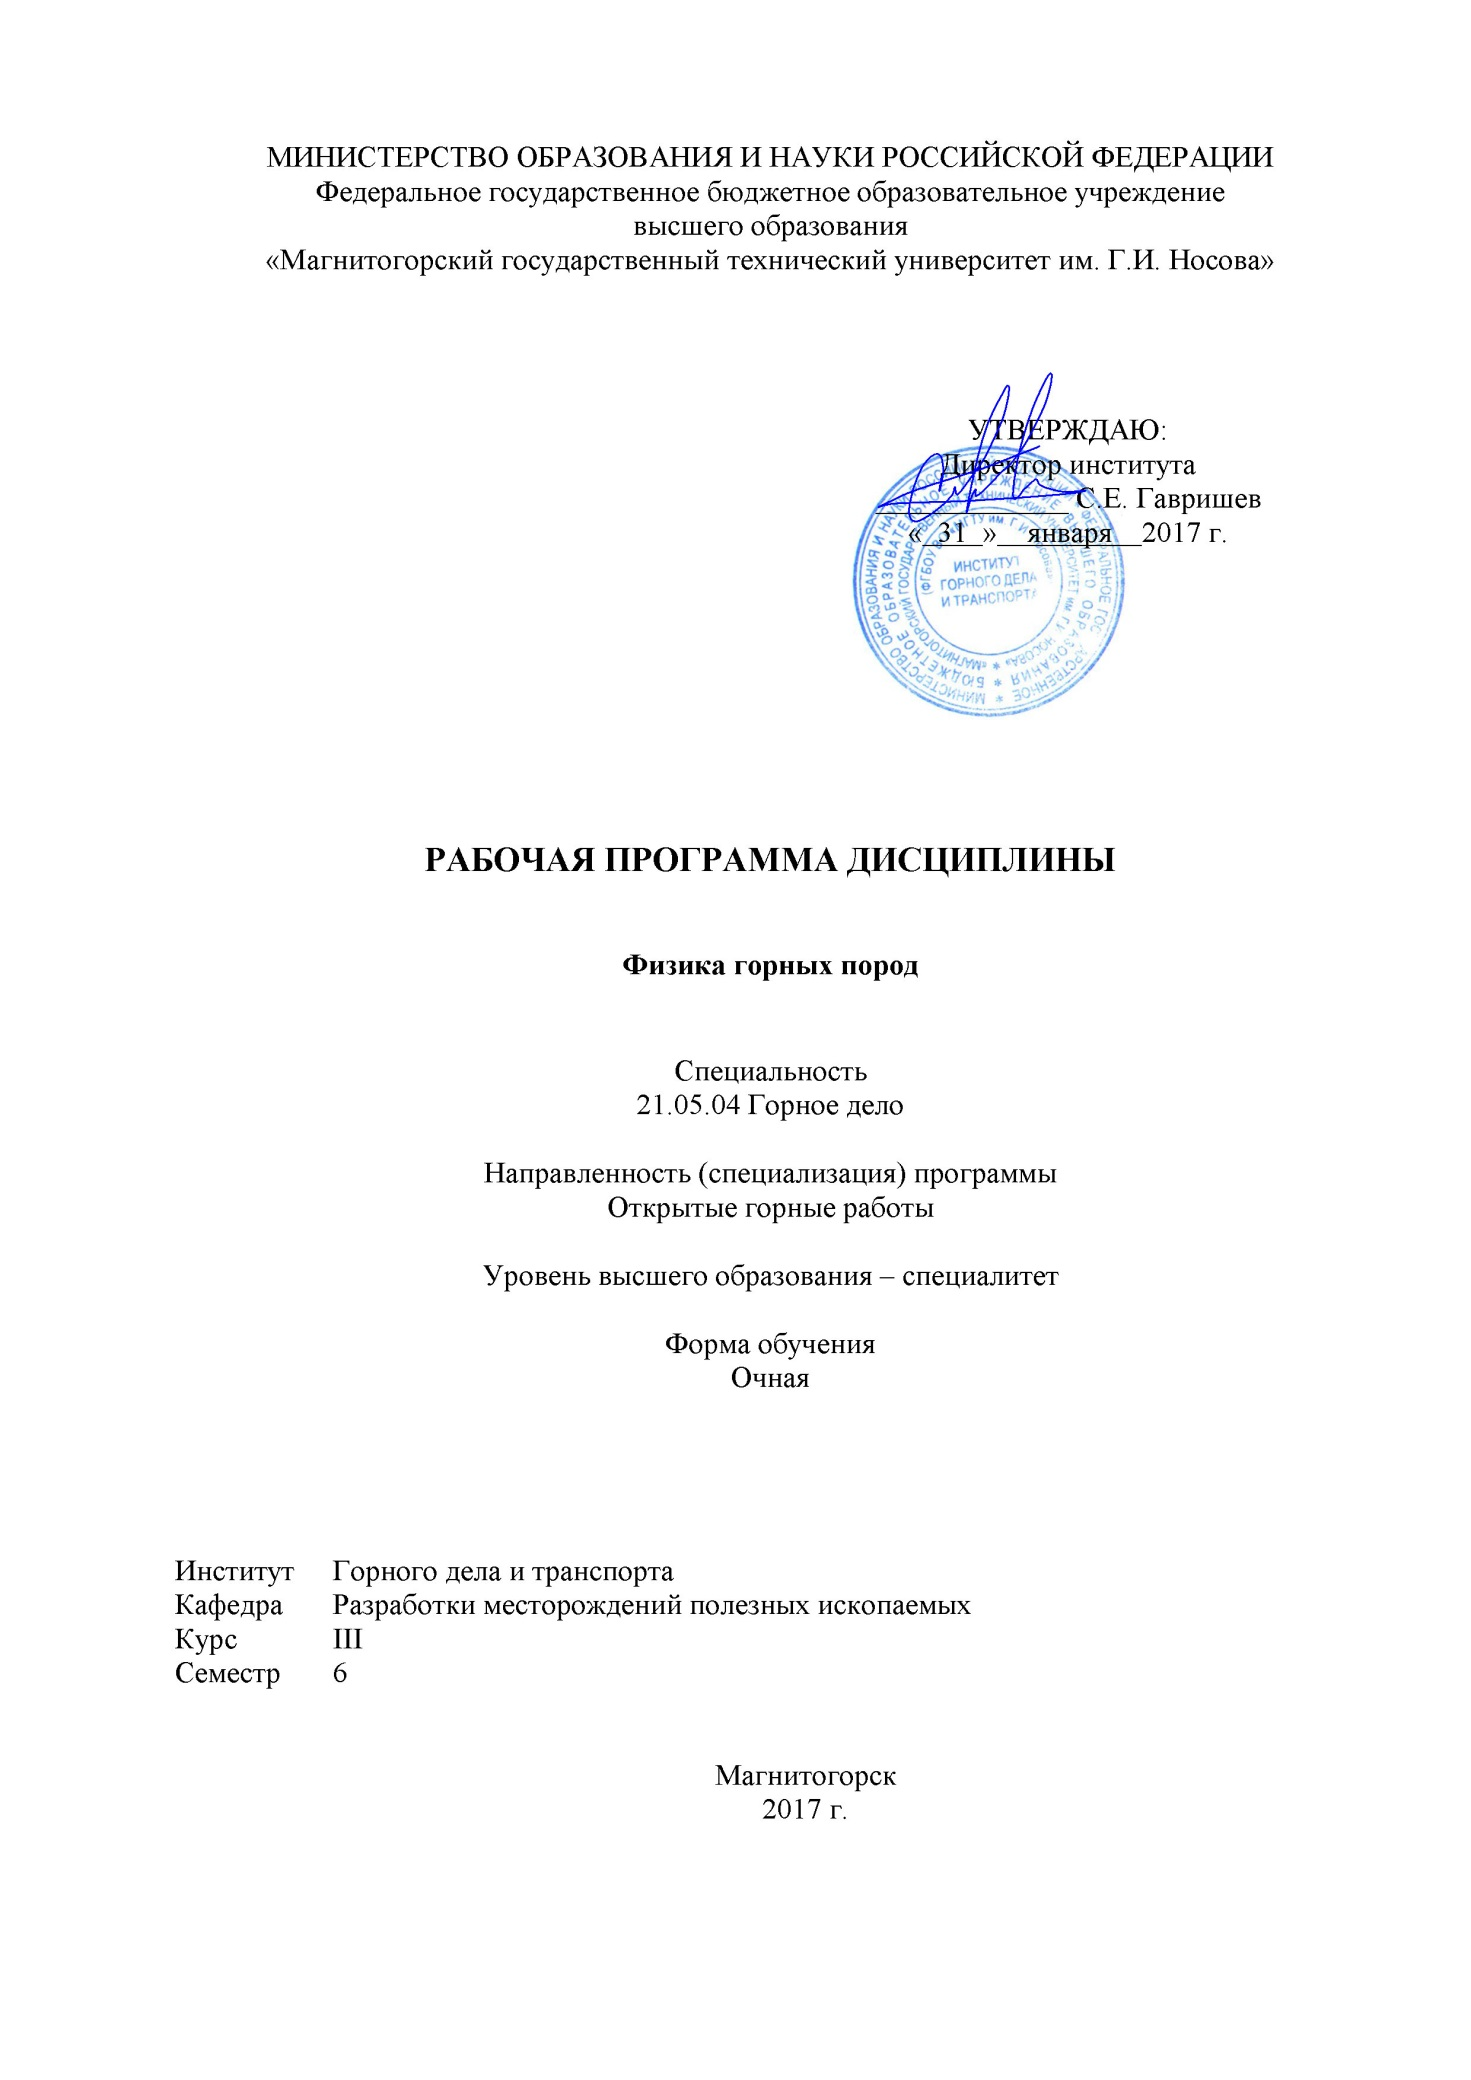 МИНИСТЕРСТВО ОБРАЗОВАНИЯ И НАУКИ РОССИЙСКОЙ ФЕДЕРАЦИИ
Федеральное государственное бюджетное образовательное учреждение
высшего образования
«Магнитогорский государственный технический университет им. Г.И. Носова»
УТВЕРЖДАЮ:
Директор института
С.Е. Гавришев
«31» января 2017 г.
ИНСТИТУТ
ГОРНОГО ДЕЛА
И ТРАНСПОРТА
РАБОЧАЯ ПРОГРАММА ДИСЦИПЛИНЫ
Физика горных пород
Специальность
21.05.04 Горное дело
Направленность (специализация) программы
Открытые горные работы
Уровень высшего образования – специалитет
Форма обучения
Очная
Институт Горного дела и транспорта
Кафедра Разработки месторождений полезных ископаемых
Курс III
Семестр 6
Магнитогорск
2017 г.